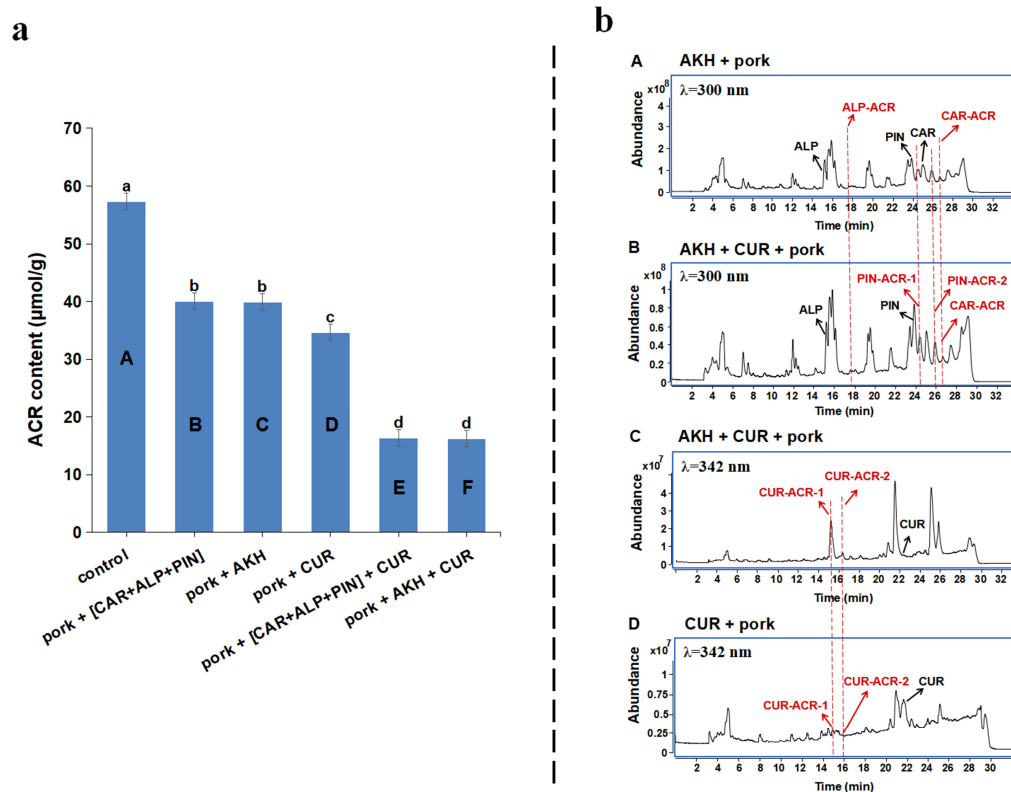 a
b
ACR content (µmol/g)
70
60
50
40
30
20
10
0
a
b
b
c
d
d
A
B
C
D
E
F
control
pork + [CAR+ALP+PIN]
pork + AKH
pork + CUR
pork + [CAR+ALP+PIN] + CUR
pork + AKH + CUR
A AKH + pork
x10⁸
λ=300 nm
Abundance
4
3
2
1
0
ALP
ALP-ACR
PIN
CAR
CAR-ACR
2 4 6 8 10 12 14 16 18 20 22 24 26 28 30 32
Time (min)
B AKH + CUR + pork
x10⁸
λ=300 nm
Abundance
1
0.8
0.6
0.4
0.2
0
ALP
PIN
PIN-ACR-1
PIN-ACR-2
CAR-ACR
2 4 6 8 10 12 14 16 18 20 22 24 26 28 30 32
Time (min)
C AKH + CUR + pork
x10⁷
λ=342 nm
Abundance
5
4
3
2
1
0
CUR-ACR-1
CUR-ACR-2
CUR
2 4 6 8 10 12 14 16 18 20 22 24 26 28 30 32
Time (min)
D CUR + pork
x10⁷
λ=342 nm
Abundance
1
0.75
0.5
0.25
0
CUR-ACR-1
CUR-ACR-2
CUR
2 4 6 8 10 12 14 16 18 20 22 24 26 28 30 32
Time (min)